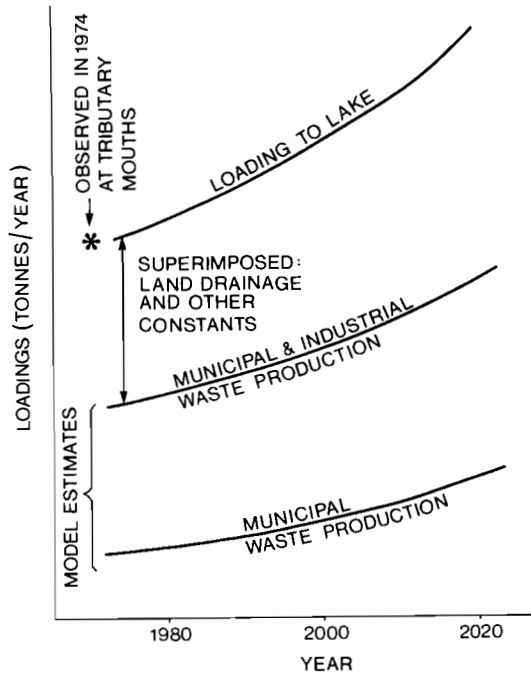 OBSERVED IN 1974
AT TRIBUTARY
MOUTHS
*
LOADING TO LAKE
SUPERIMPOSED:
LAND DRAINAGE
AND OTHER
CONSTANTS
MUNICIPAL & INDUSTRIAL
WASTE PRODUCTION
MUNICIPAL
WASTE PRODUCTION
MODEL ESTIMATES
LOADINGS (TONNES/YEAR)
1980
2000
2020
YEAR